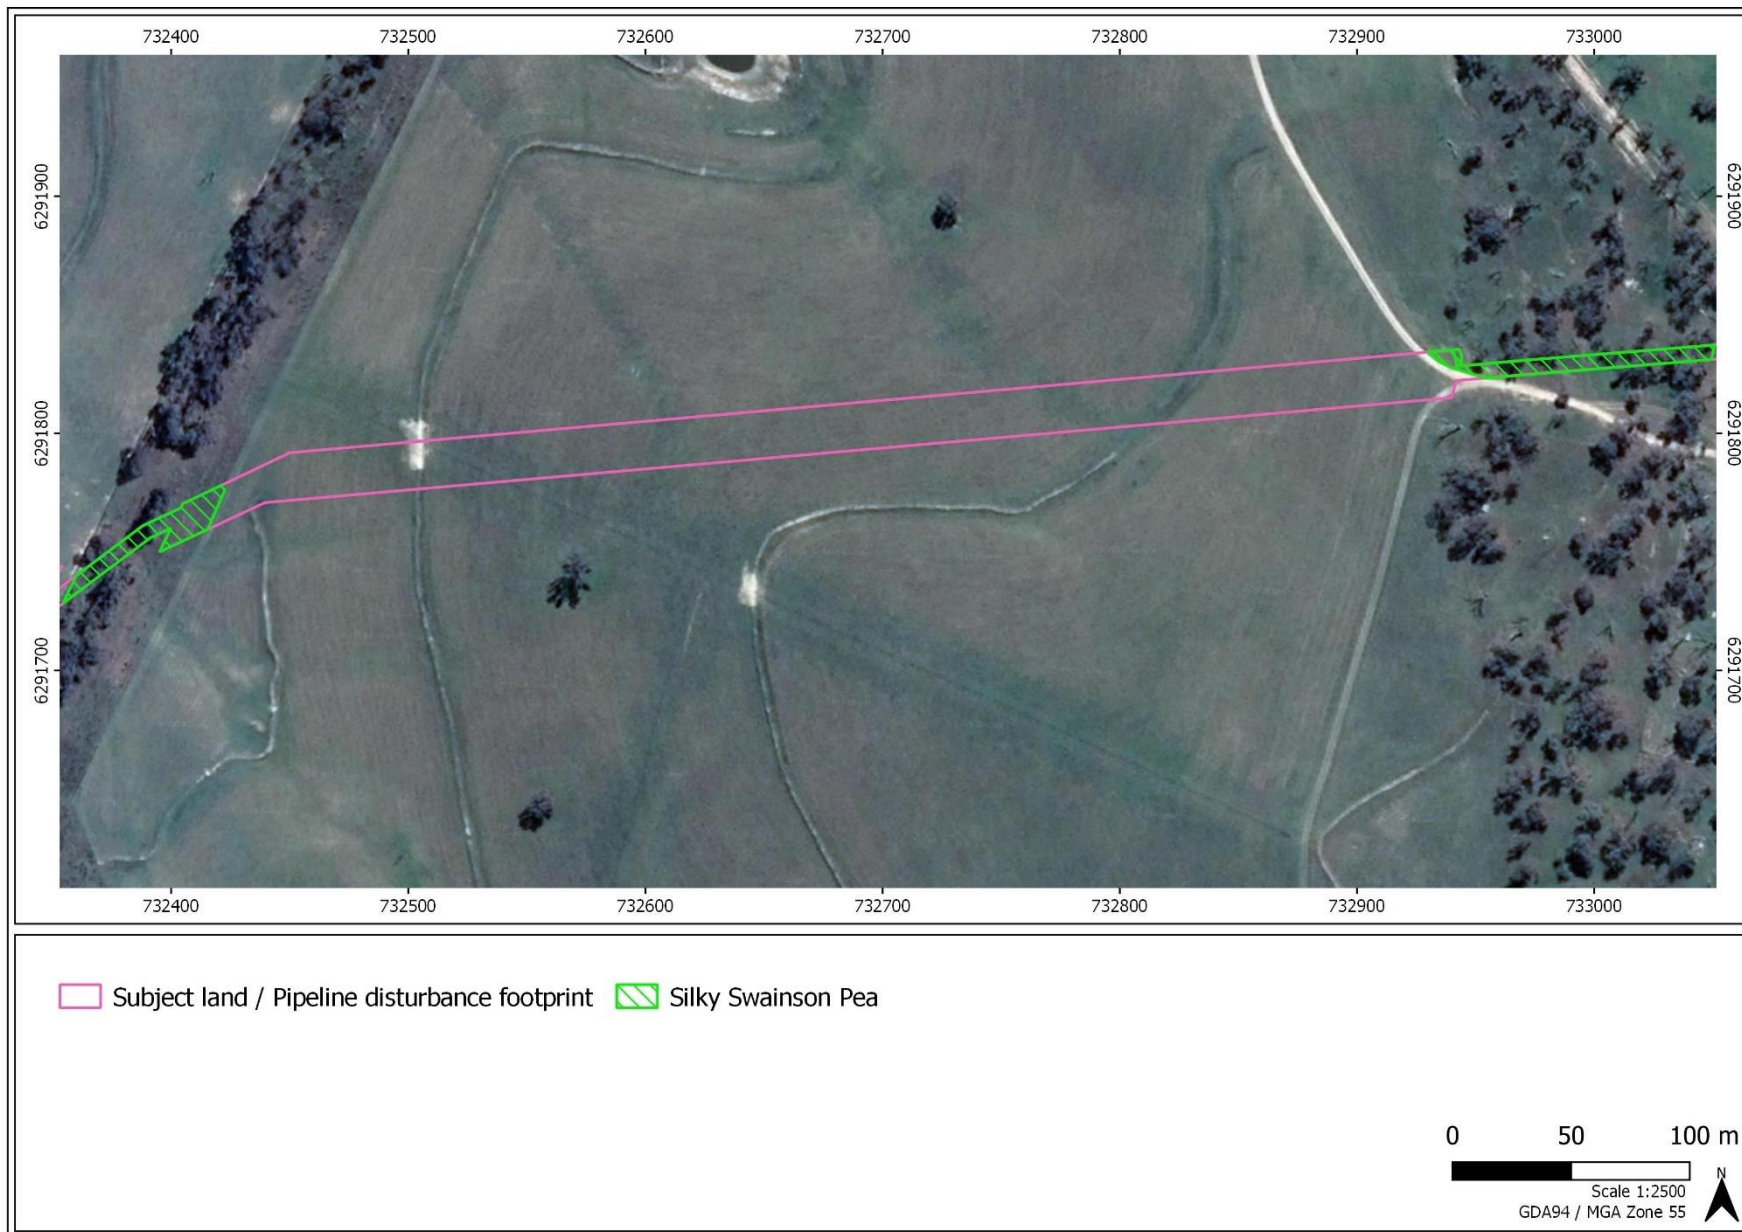 732400 732500 732600 732700 732800 732900 733000
6291900 6291900
6291800 6291800
6291700 6291700
732400 732500 732600 732700 732800 732900 733000
Subject land / Pipeline disturbance footprint Silky Swainson Pea
0 50 100 m
Scale 1:2500
GDA94 / MGA Zone 55
N